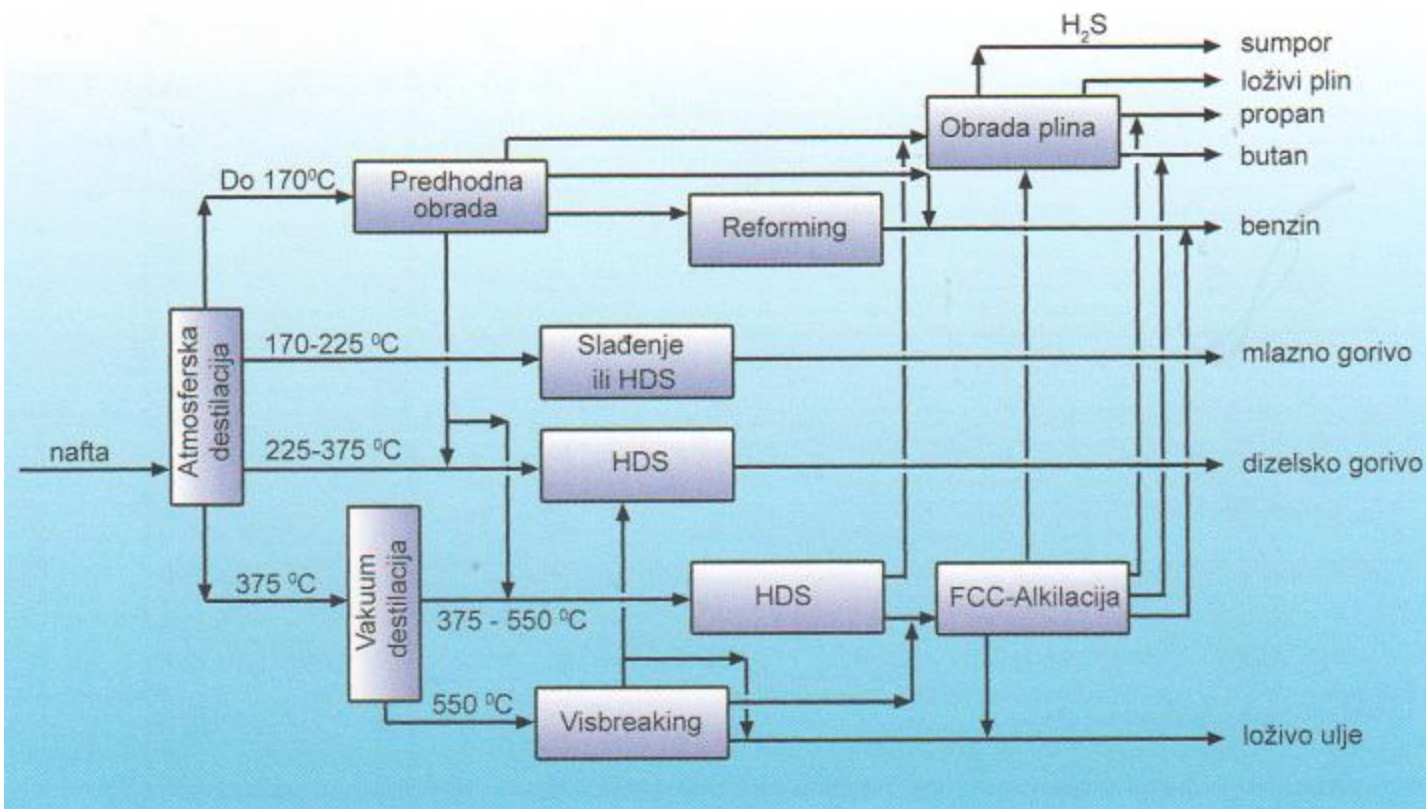 H₂S
sumpor
loživi plin
Obrada plina
propan
butan
Do 170⁰C
Predhodna
obrada
Reforming
benzin
Atmosferska
destilacija
170-225 ⁰C
Slađenje
ili HDS
mlazno gorivo
nafta
225-375 ⁰C
HDS
dizelsko gorivo
375 ⁰C
Vakuum
destilacija
375 - 550 ⁰C
HDS
FCC-Alkilacija
550 ⁰C
Visbreaking
loživo ulje